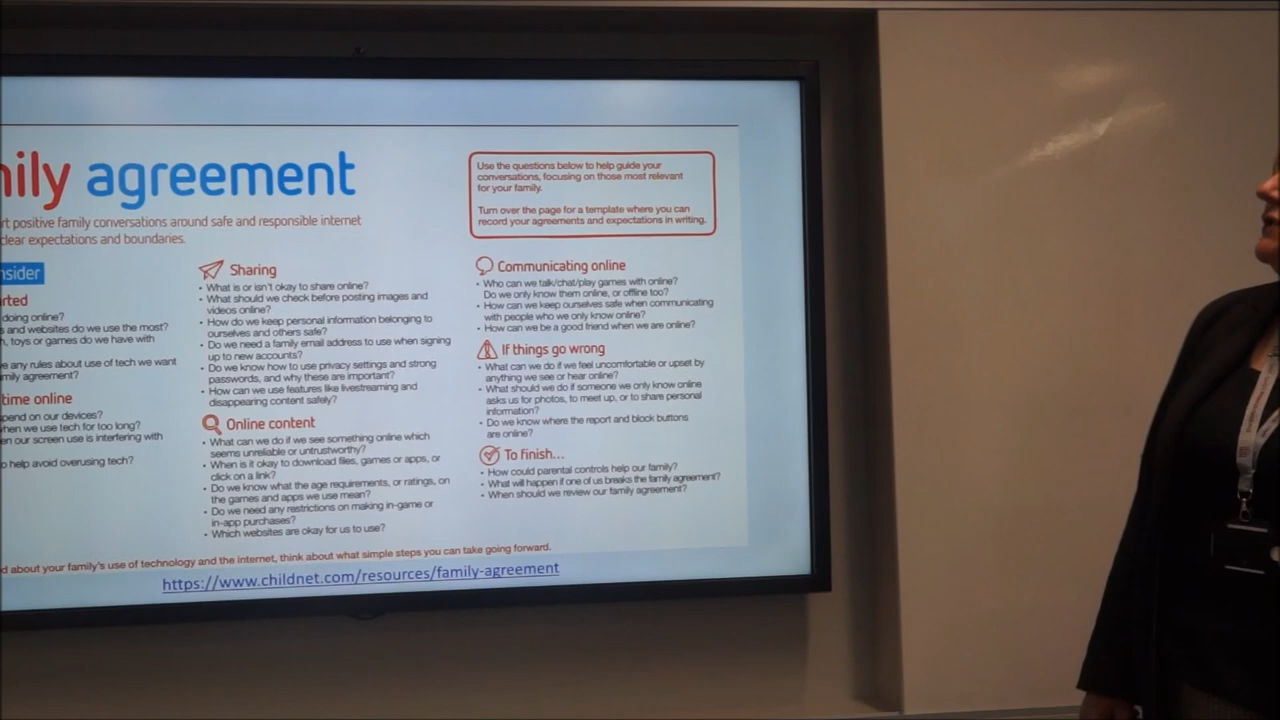 mily agreement
rt positive family conversations around safe and responsible internet
clear expectations and boundaries.
Use the questions below to help guide your
conversations, focusing on those most relevant
for your family.
Turn over the page for a template where you can
record your agreements and expectations in writing.
nsider
rted
doing online?
s and websites do we use the most?
h, toys or games do we have with
e any rules about use of tech we want
mily agreement?
time online
pend on our devices?
hen we use tech for too long?
en our screen use is interfering with
o help avoid overusing tech?
Sharing
• What is or isn't okay to share online?
• What should we check before posting images and
videos online?
• How do we keep personal information belonging to
ourselves and others safe?
• Do we need a family email address to use when signing
up to new accounts?
• Do we know how to use privacy settings and strong
passwords, and why these are important?
• How can we use features like livestreaming and
disappearing content safely?
Online content
• What can we do if we see something online which
seems unreliable or untrustworthy?
• When is it okay to download files, games or apps, or
click on a link?
• Do we know what the age requirements, or ratings, on
the games and apps we use mean?
• Do we need any restrictions on making in-game or
in-app purchases?
• Which websites are okay for us to use?
Communicating online
• Who can we talk/chat/play games with online?
Do we only know them online, or offline too?
• How can we keep ourselves safe when communicating
with people who we only know online?
• How can we be a good friend when we are online?
If things go wrong
• What can we do if we feel uncomfortable or upset by
anything we see or hear online?
• What should we do if someone we only know online
asks us for photos, to meet up, or to share personal
information?
• Do we know where the report and block buttons
are online?
To finish...
• How could parental controls help our family?
• What will happen if one of us breaks the family agreement?
• When should we review our family agreement?
d about your family's use of technology and the internet, think about what simple steps you can take going forward.
https://www.childnet.com/resources/family-agreement